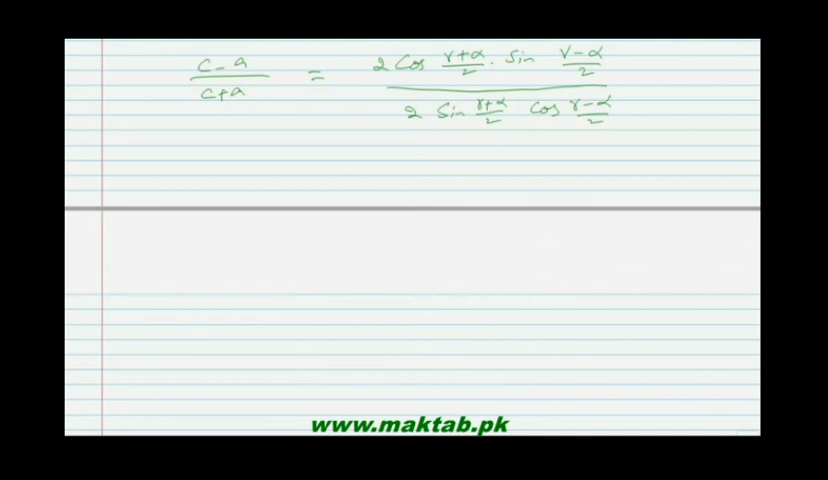 c-a / c+a = 2 Cos γ+α/2 . Sin γ-α/2 / 2 Sin γ+α/2 Cos γ-α/2
www.maktab.pk